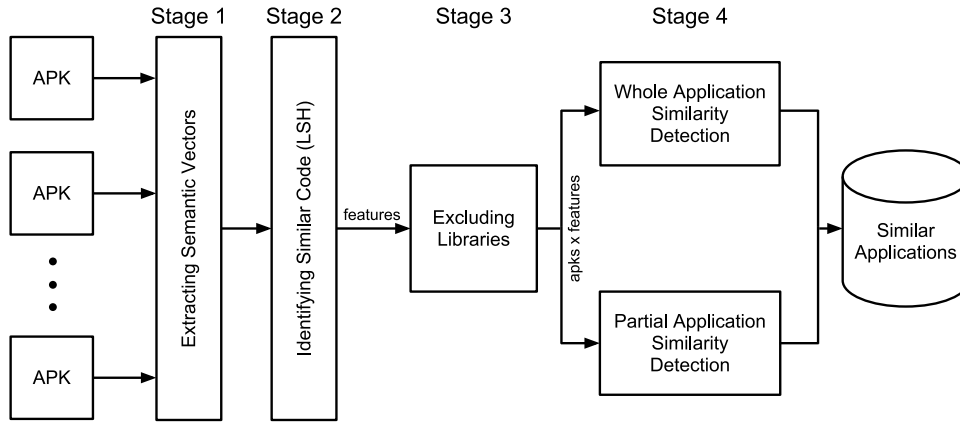 Stage 1
Stage 2
Stage 3
Stage 4
APK
APK
APK
Extracting Semantic Vectors
Identifying Similar Code (LSH)
features
Excluding
Libraries
apks x features
Whole Application
Similarity
Detection
Partial Application
Similarity
Detection
Similar
Applications